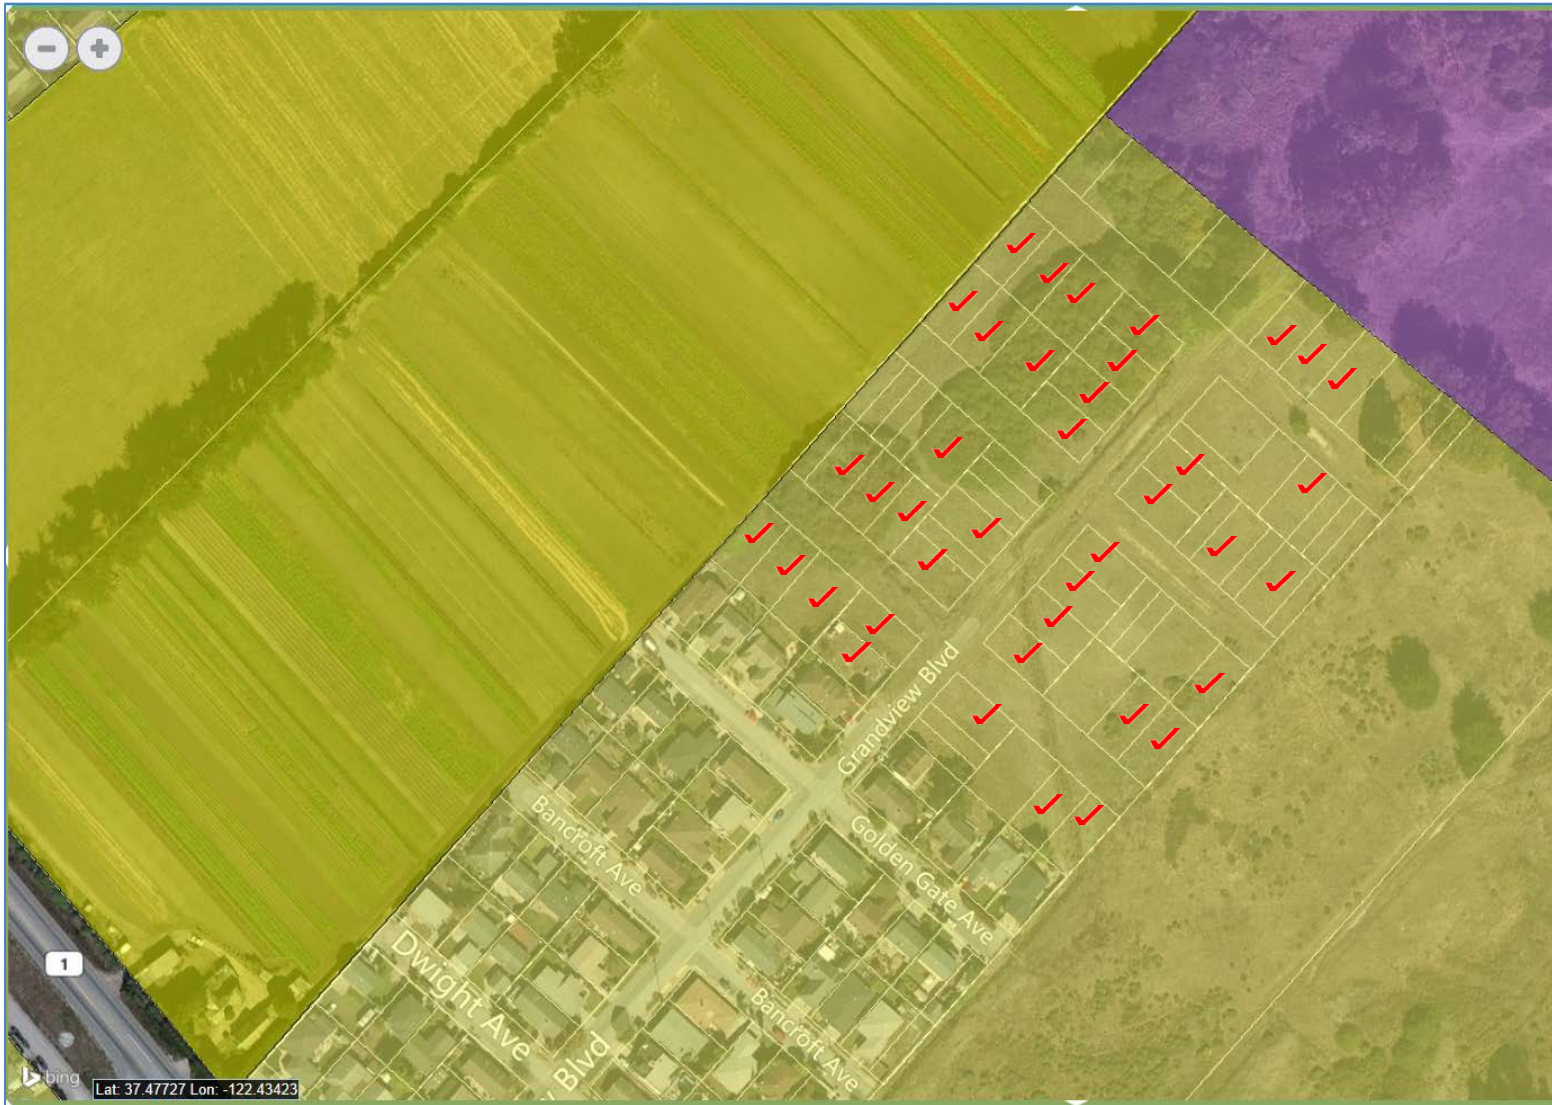 Grandview Blvd
Bancroft Ave
Golden Gate Ave
Dwight Ave
1
Bancroft Ave
Blvd
bing
Lat: 37.47727 Lon: -122.43423